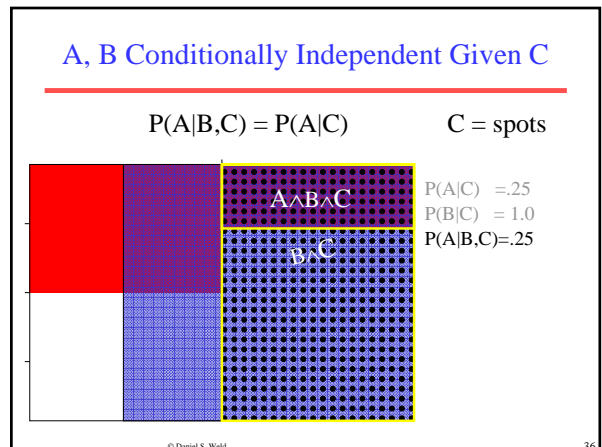 A, B Conditionally Independent Given C
P(A|B,C) = P(A|C) C = spots
A∧B∧C
B∧C
P(A|C) =.25
P(B|C) = 1.0
P(A|B,C)=.25
© Daniel S. Weld 36